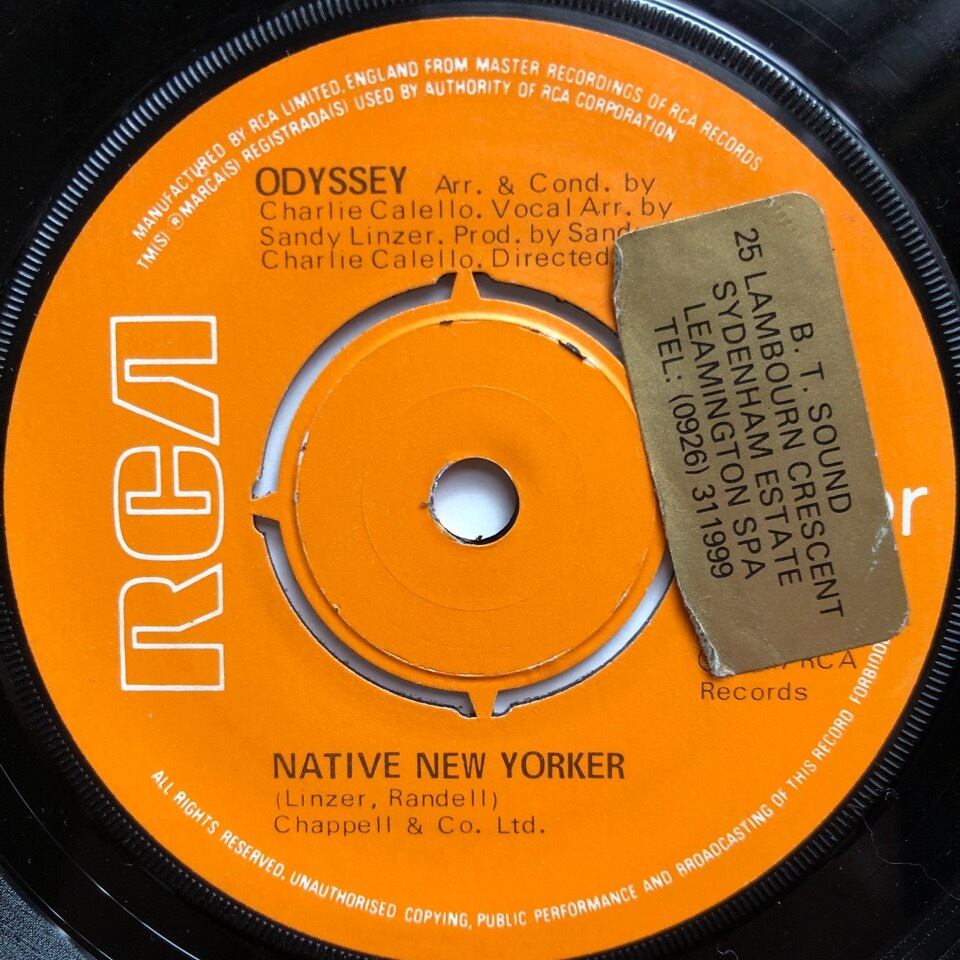 MANUFACTURED BY RCA LIMITED, ENGLAND FROM MASTER RECORDINGS OF RCA RECORDS
TM(S) ® MARCA(S) REGISTRADA(S) USED BY AUTHORITY OF RCA CORPORATION
ODYSSEY Arr. & Cond. by
Charlie Calello. Vocal Arr. by
Sandy Linzer. Prod. by
Charlie Calello. Directed
RCA
B. T. SOUND
25 LAMBOURN CRESCENT
SYDENHAM ESTATE
LEAMINGTON SPA
TEL: (0926) 311999
RCA
Records
NATIVE NEW YORKER
(Linzer, Randell)
Chappell & Co. Ltd.
ALL RIGHTS RESERVED. UNAUTHORISED COPYING, PUBLIC PERFORMANCE AND BROADCASTING OF THIS RECORD